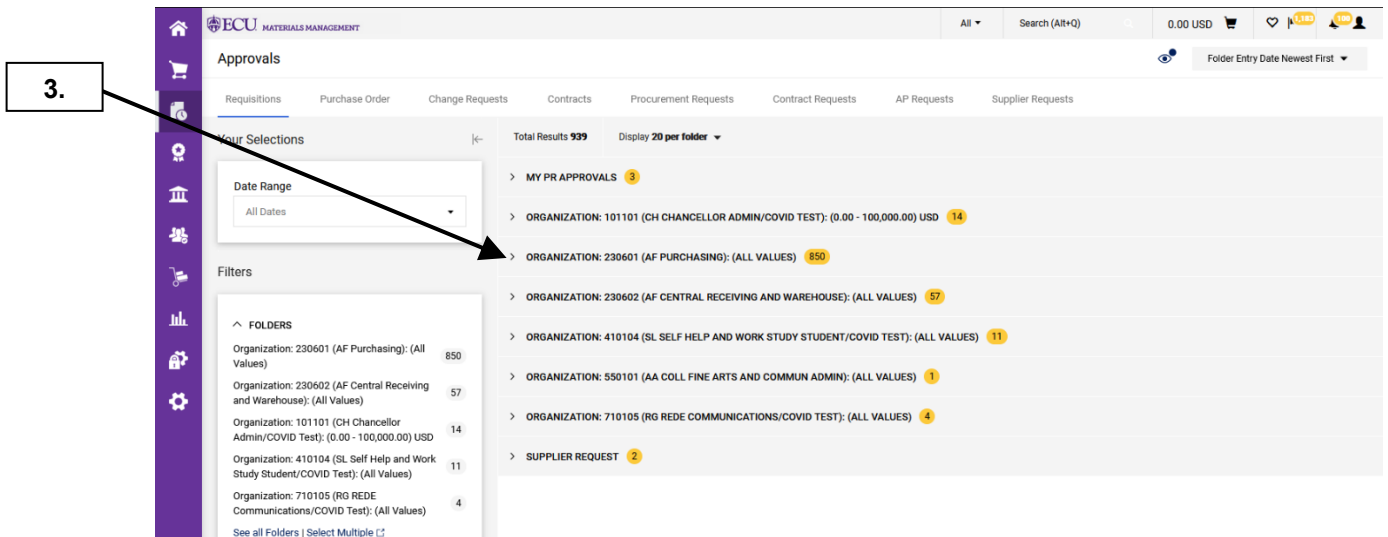 3.
ECU MATERIALS MANAGEMENT
All
Search (Alt+Q)
0.00 USD
1,183
100
Approvals
Folder Entry Date Newest First
Requisitions Purchase Order Change Requests Contracts Procurement Requests Contract Requests AP Requests Supplier Requests
Your Selections
Date Range
All Dates
Filters
FOLDERS
Organization: 230601 (AF Purchasing): (All
Values) 850
Organization: 230602 (AF Central Receiving
and Warehouse): (All Values) 57
Organization: 101101 (CH Chancellor
Admin/COVID Test): (0.00 - 100,000.00) USD 14
Organization: 410104 (SL Self Help and Work
Study Student/COVID Test): (All Values) 11
Organization: 710105 (RG REDE
Communications/COVID Test): (All Values) 4
See all Folders | Select Multiple
Total Results 939 Display 20 per folder
MY PR APPROVALS 3
ORGANIZATION: 101101 (CH CHANCELLOR ADMIN/COVID TEST): (0.00 - 100,000.00) USD 14
ORGANIZATION: 230601 (AF PURCHASING): (ALL VALUES) 850
ORGANIZATION: 230602 (AF CENTRAL RECEIVING AND WAREHOUSE): (ALL VALUES) 57
ORGANIZATION: 410104 (SL SELF HELP AND WORK STUDY STUDENT/COVID TEST): (ALL VALUES) 11
ORGANIZATION: 550101 (AA COLL FINE ARTS AND COMMUN ADMIN): (ALL VALUES) 1
ORGANIZATION: 710105 (RG REDE COMMUNICATIONS/COVID TEST): (ALL VALUES) 4
SUPPLIER REQUEST 2